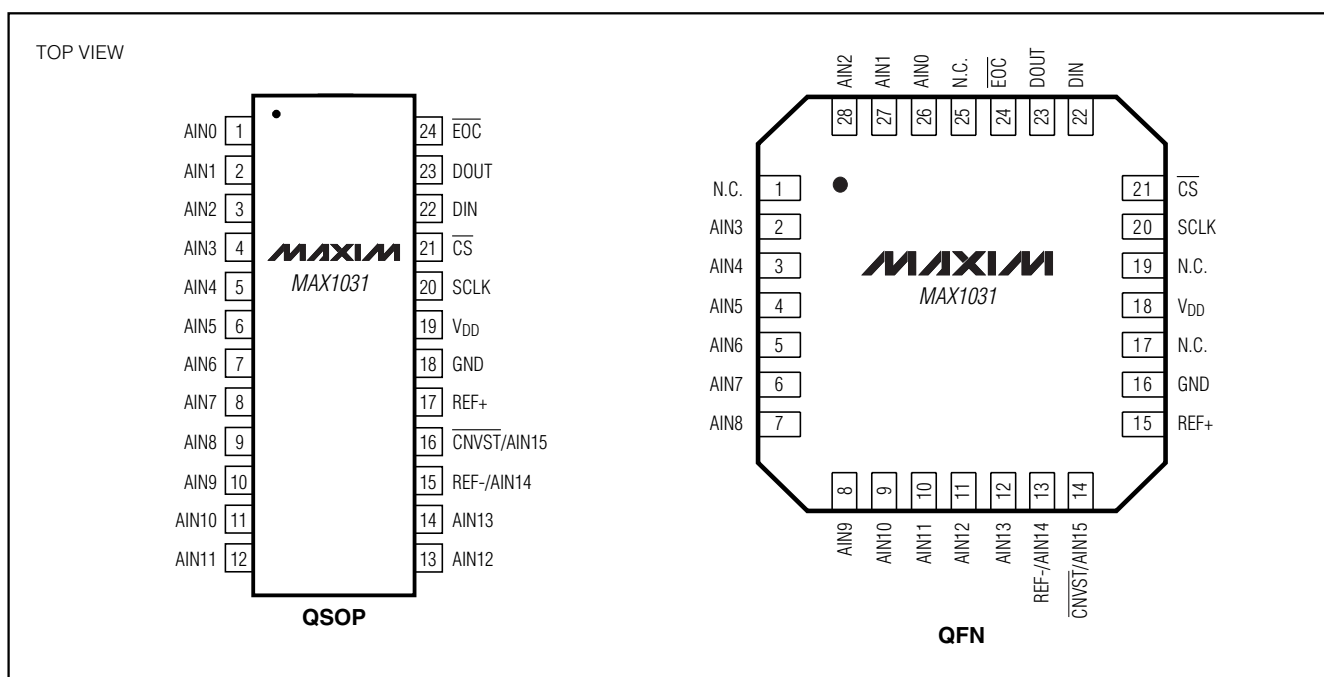 TOP VIEW
AIN0 1
AIN1 2
AIN2 3
AIN3 4
AIN4 5
AIN5 6
AIN6 7
AIN7 8
AIN8 9
AIN9 10
AIN10 11
AIN11 12
MAXIM
MAX1031
24 EOC
23 DOUT
22 DIN
21 CS
20 SCLK
19 VDD
18 GND
17 REF+
16 CNVST/AIN15
15 REF-/AIN14
14 AIN13
13 AIN12
QSOP
AIN2 AIN1 AIN0 N.C. EOC DOUT DIN
28 27 26 25 24 23 22
N.C. 1
AIN3 2
AIN4 3
AIN5 4
AIN6 5
AIN7 6
AIN8 7
MAXIM
MAX1031
21 CS
20 SCLK
19 N.C.
18 VDD
17 N.C.
16 GND
15 REF+
8 9 10 11 12 13 14
AIN9 AIN10 AIN11 AIN12 AIN13 REF-/AIN14 CNVST/AIN15
QFN